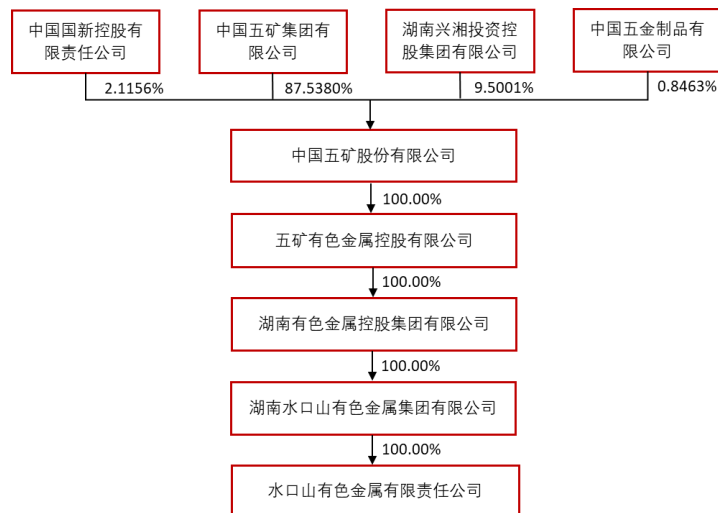 中国国新控股有
限责任公司
中国五矿集团有
限公司
湖南兴湘投资控
股集团有限公司
中国五金制品有
限公司
2.1156%
87.5380%
9.5001%
0.8463%
中国五矿股份有限公司
100.00%
五矿有色金属控股有限公司
100.00%
湖南有色金属控股集团有限公司
100.00%
湖南水口山有色金属集团有限公司
100.00%
水口山有色金属有限责任公司